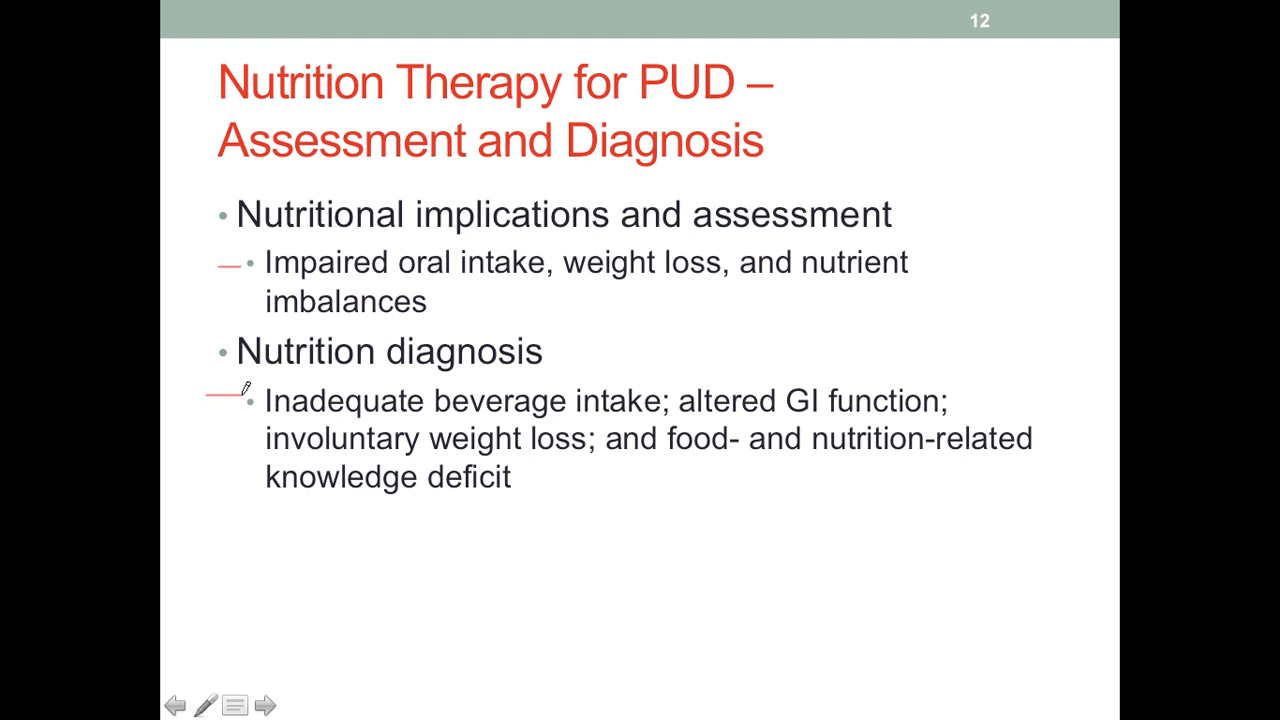 12
Nutrition Therapy for PUD –
Assessment and Diagnosis
• Nutritional implications and assessment
• Impaired oral intake, weight loss, and nutrient
imbalances
• Nutrition diagnosis
• Inadequate beverage intake; altered GI function;
involuntary weight loss; and food- and nutrition-related
knowledge deficit